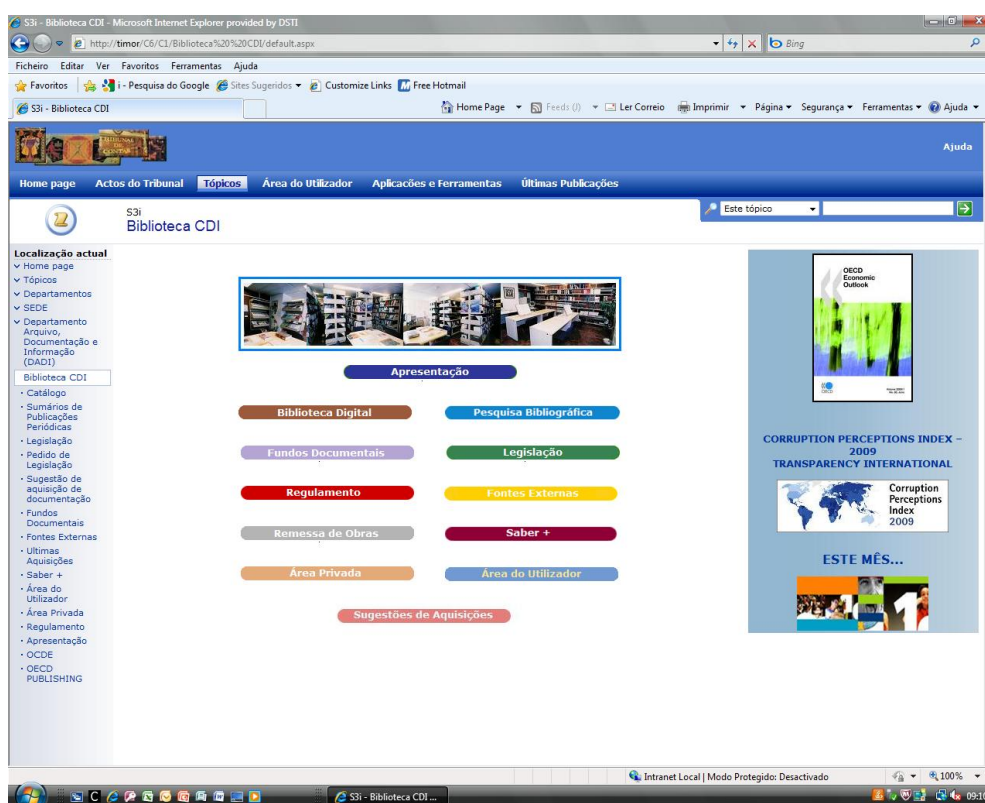 S3i - Biblioteca CDI - Microsoft Internet Explorer provided by DSTI
http://timor/C6/C1/Biblioteca%20%20CDI/default.aspx
Bing
Ficheiro Editar Ver Favoritos Ferramentas Ajuda
Favoritos i - Pesquisa do Google Sites Sugeridos Customize Links Free Hotmail
S3i - Biblioteca CDI
Home Page Feeds (J) Ler Correio Imprimir Página Segurança Ferramentas Ajuda
TRIBUNAL
DE
CONTAS
Ajuda
Home page Actos do Tribunal Tópicos Área do Utilizador Aplicacões e Ferramentas Últimas Publicações
S3i
Biblioteca CDI
Este tópico
Localização actual
Home page
Tópicos
Departamentos
SEDE
Departamento
Arquivo,
Documentação e
Informação
(DADI)
Biblioteca CDI
Catálogo
Sumários de
Publicações
Periódicas
Legislação
Pedido de
Legislação
Sugestão de
aquisição de
documentação
Fundos
Documentais
Fontes Externas
Ultimas
Aquisições
Saber +
Área do
Utilizador
Área Privada
Regulamento
Apresentação
OCDE
OECD
PUBLISHING
Apresentação
Biblioteca Digital
Pesquisa Bibliográfica
Fundos Documentais
Legislação
Regulamento
Fontes Externas
Remessa de Obras
Saber +
Área Privada
Área do Utilizador
Sugestões de Aquisições
OECD
Economic
Outlook
OECD
CORRUPTION PERCEPTIONS INDEX –
2009
TRANSPARENCY INTERNATIONAL
Corruption
Perceptions
Index
2009
ESTE MÊS...
Intranet Local | Modo Protegido: Desactivado
100%
S3i - Biblioteca CDI ...
09:10